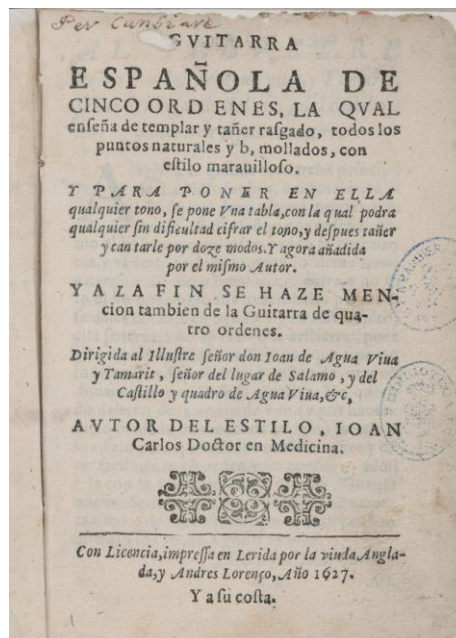 Per Cunbiare
GVITARRA
ESPAÑOLA DE
CINCO ORDENES, LA QVAL
enſeña de templar y tañer raſgado, todos los
puntos naturales y b, mollados, con
eſtilo marauilloſo.
Y PARA PONER EN ELLA
qualquier tono, ſe pone Vna tabla,con la qual podra
qualquier ſin dificultad cifrar el tono,y deſpues tañer
y cantarle por doze modos.Y agora añadida
por el miſmo Autor.
Y A LA FIN SE HAZE MEN-
cion tambien de la Guitarra de qua-
tro ordenes.
Dirigida al Illuſtre ſeñor don Ioan de Agua Viua
y Tamarit, ſeñor del lugar de Salamo, y del
Caſtillo y quadro de Agua Viua,&c,
AVTOR DEL ESTILO, IOAN
Carlos Doctor en Medicina.
Con Licencia,impreſſa en Lerida por la viuda Angla-
da,y Andres Lorenço,Año 1627.
Y a ſu coſta.